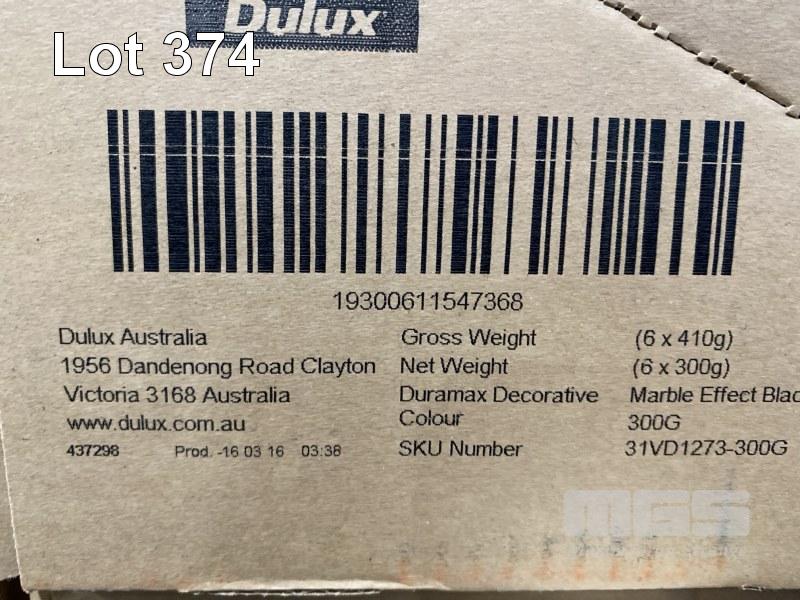 Dulux
Lot 374
19300611547368
Dulux Australia
1956 Dandenong Road Clayton
Victoria 3168 Australia
www.dulux.com.au
437298 Prod. -16 03 16 03:38
Gross Weight (6 x 410g)
Net Weight (6 x 300g)
Duramax Decorative Marble Effect Blac
Colour 300G
SKU Number 31VD1273-300G
MGS